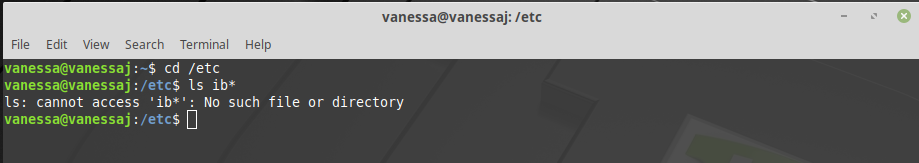 vanessa@vanessaj: /etc
File Edit View Search Terminal Help
vanessa@vanessaj:~$ cd /etc
vanessa@vanessaj:/etc$ ls ib*
ls: cannot access 'ib*': No such file or directory
vanessa@vanessaj:/etc$